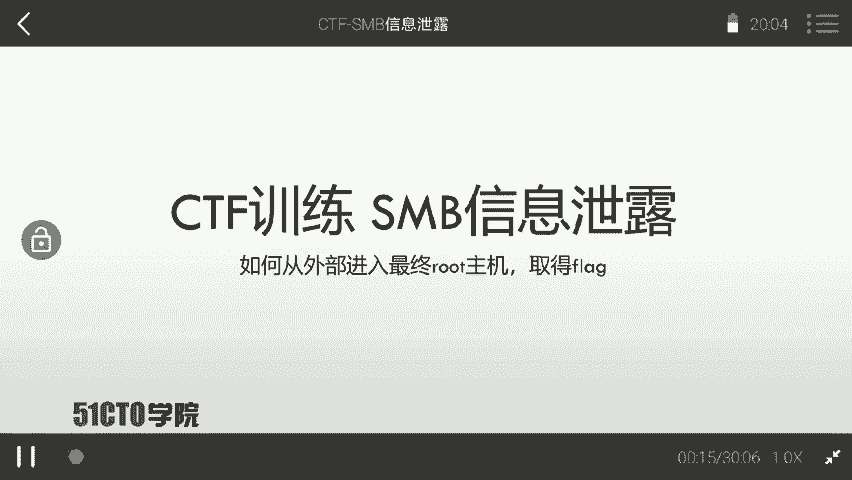 CTF-SMB信息泄露
20:04
CTF训练 SMB信息泄露
如何从外部进入最终root主机，取得flag
51CTO学院
00:15/30:06 1.0X